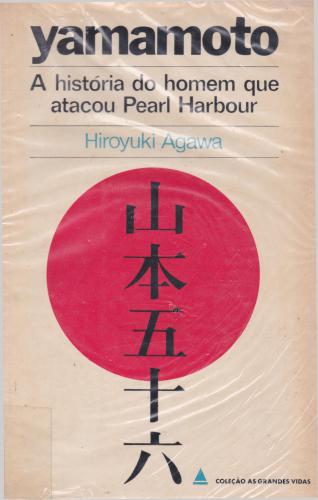 yamamoto
A história do homem que
atacou Pearl Harbour
Hiroyuki Agawa
山本五十六
COLEÇÃO AS GRANDES VIDAS